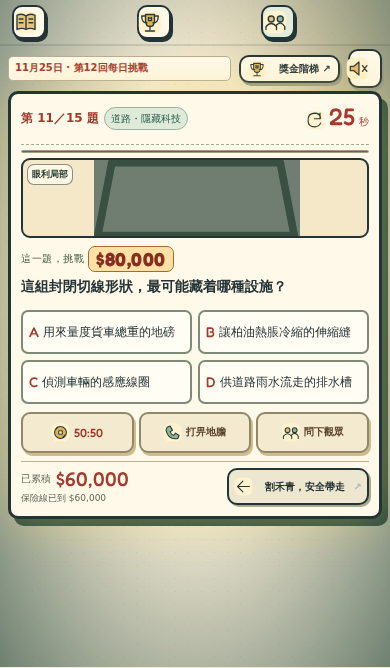 11月25日 · 第12回每日挑戰
獎金階梯 ↗
第 11／15 題
道路·隱藏科技
25 秒
眼利局部
這一題，挑戰 $80,000
這組封閉切線形狀，最可能藏着哪種設施？
A 用來量度貨車總重的地磅
B 讓柏油熱脹冷縮的伸縮縫
C 偵測車輛的感應線圈
D 供道路雨水流走的排水槽
50:50
打畀地膽
問下觀眾
已累積 $60,000
保險線已到 $60,000
割禾青，安全帶走 ↗